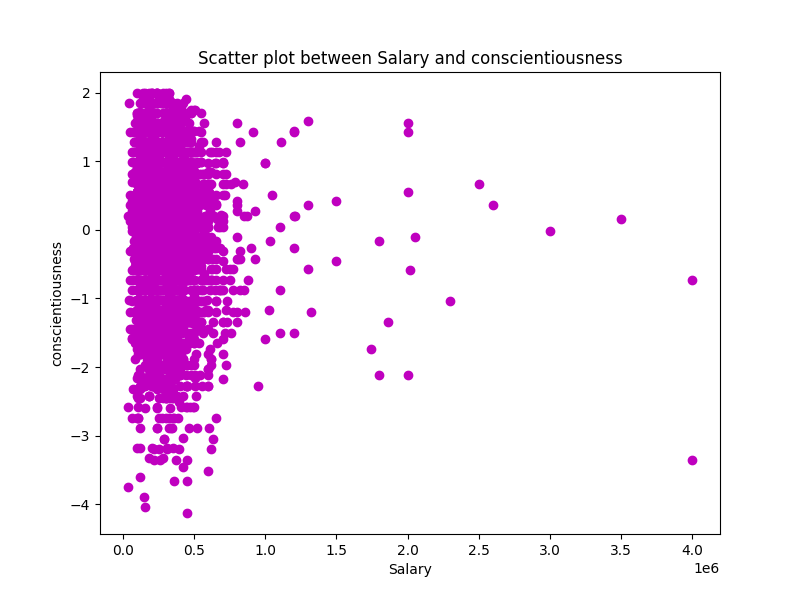 Scatter plot between Salary and conscientiousness
2
1
0
−1
−2
−3
−4
conscientiousness
0.0 0.5 1.0 1.5 2.0 2.5 3.0 3.5 4.0
1e6
Salary